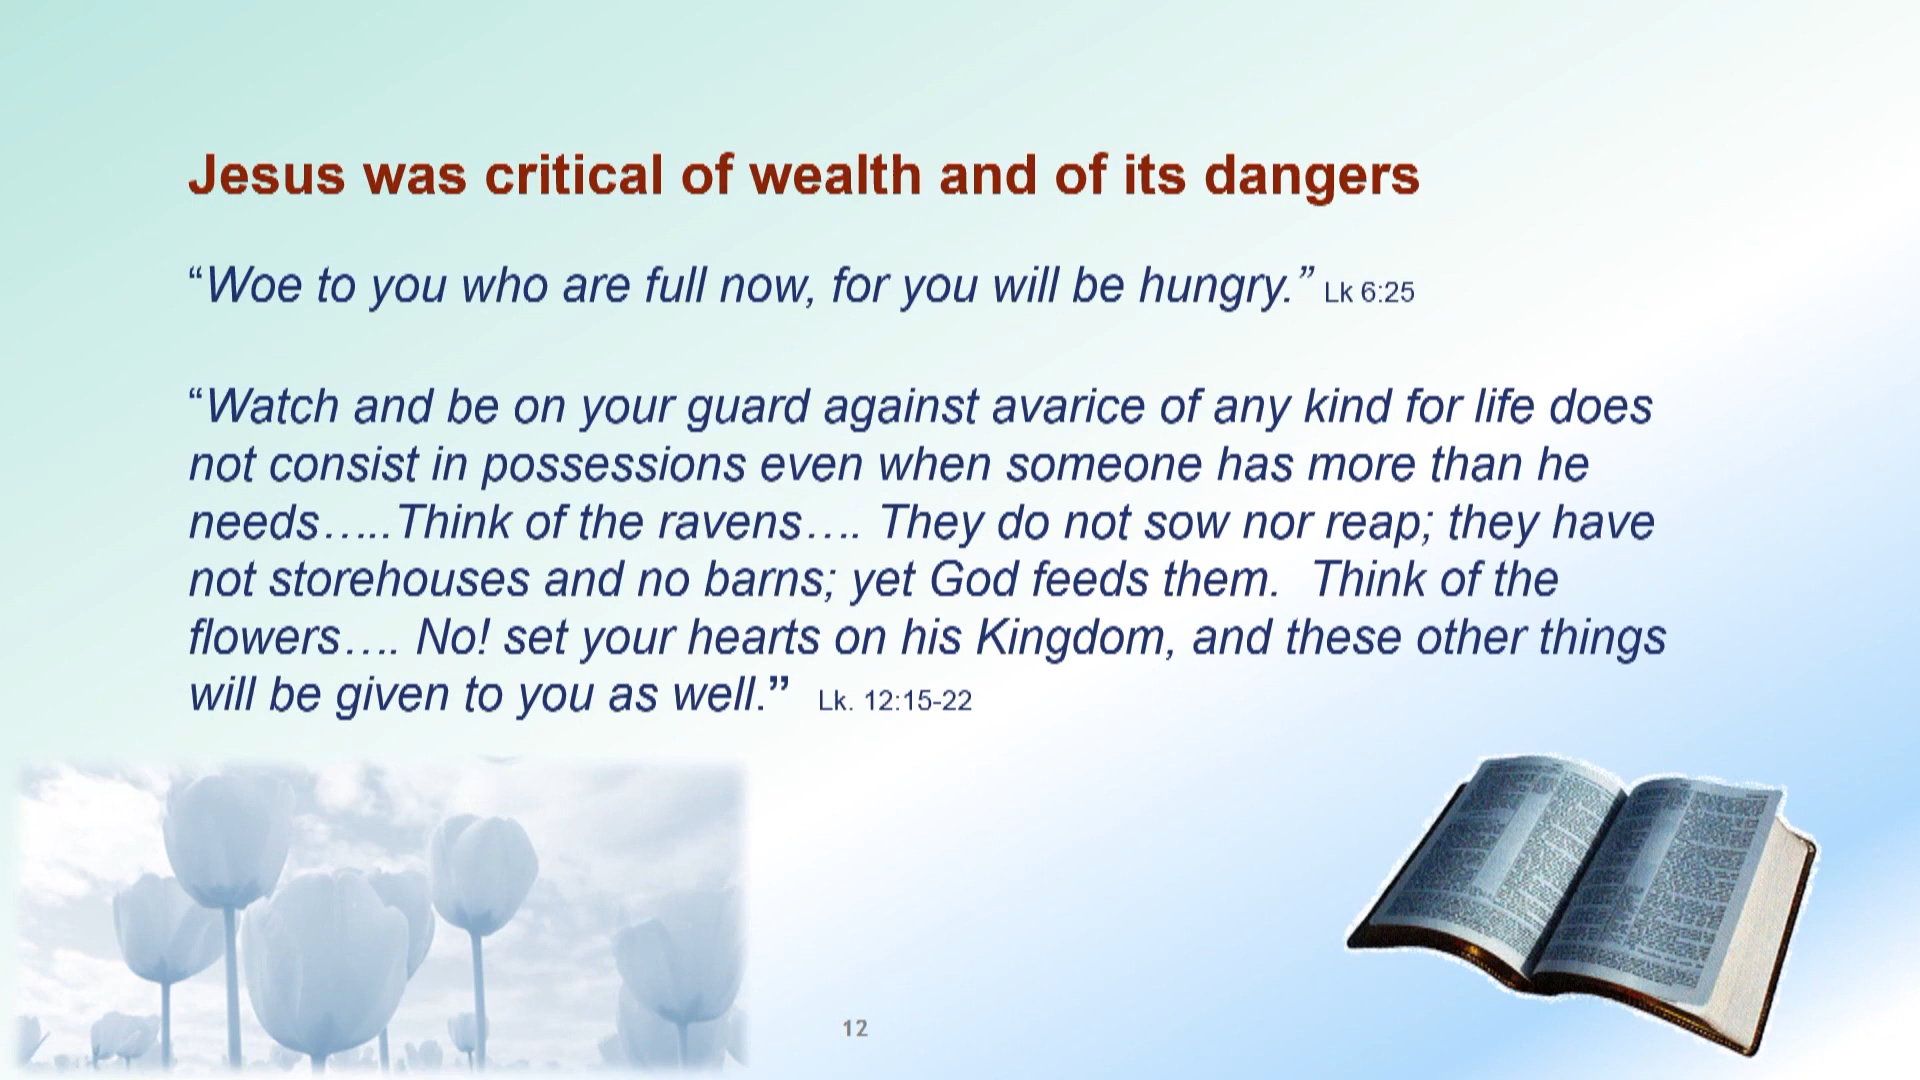 Jesus was critical of wealth and of its dangers
“Woe to you who are full now, for you will be hungry.” Lk 6:25
“Watch and be on your guard against avarice of any kind for life does
not consist in possessions even when someone has more than he
needs…..Think of the ravens…. They do not sow nor reap; they have
not storehouses and no barns; yet God feeds them.  Think of the
flowers…. No! set your hearts on his Kingdom, and these other things
will be given to you as well.”  Lk. 12:15-22
12